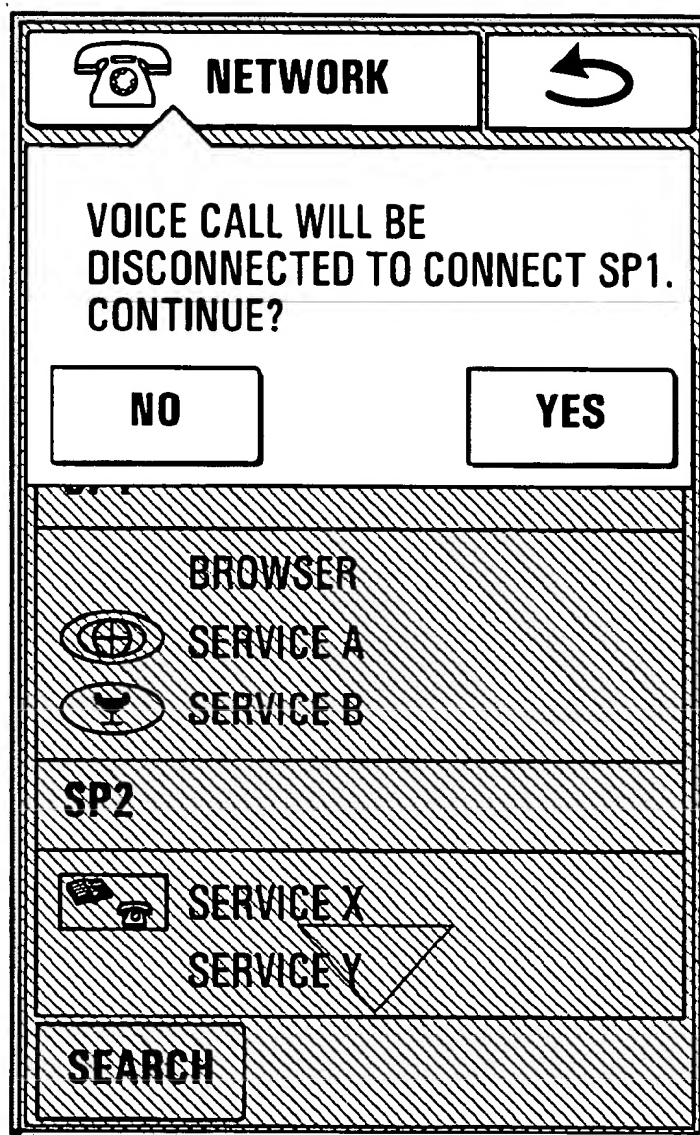 NETWORK
VOICE CALL WILL BE
DISCONNECTED TO CONNECT SP1.
CONTINUE?
NO
YES
SP1
BROWSER
SERVICE A
SERVICE B
SP2
SERVICE X
SERVICE Y
SEARCH